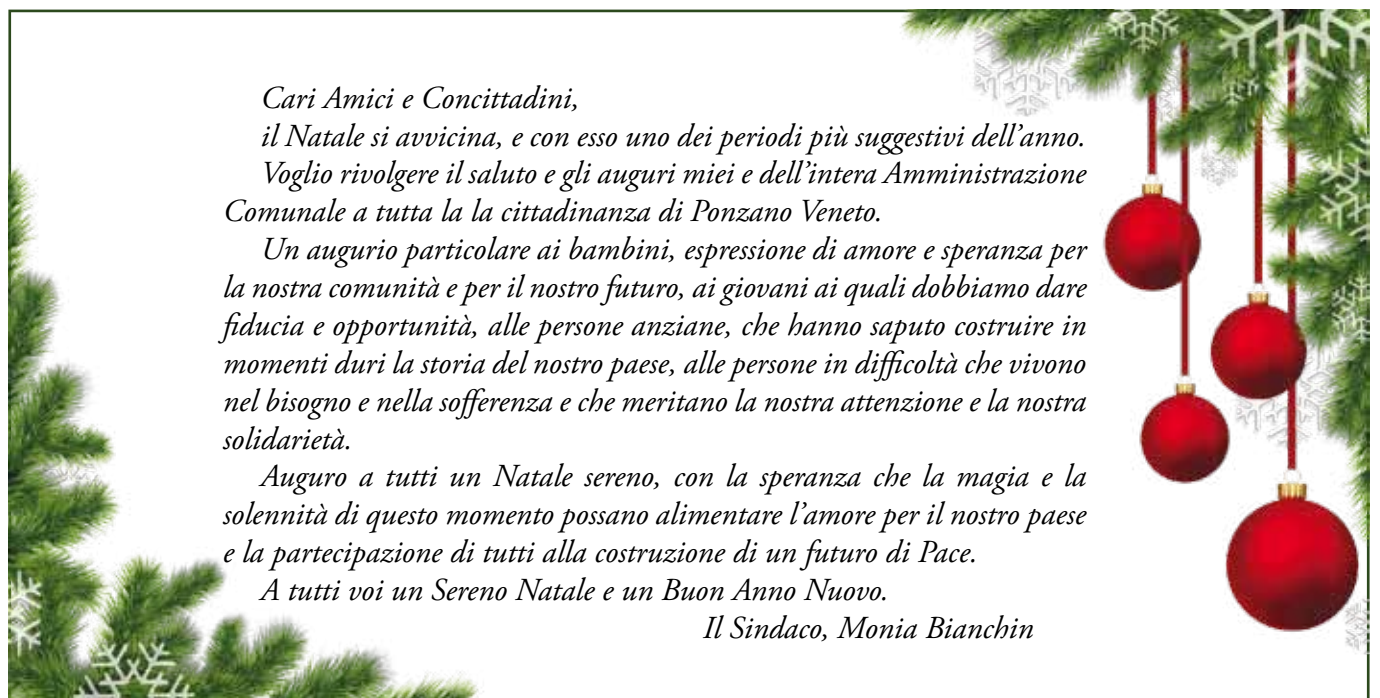 Cari Amici e Concittadini,
il Natale si avvicina, e con esso uno dei periodi più suggestivi dell'anno.
Voglio rivolgere il saluto e gli auguri miei e dell'intera Amministrazione
Comunale a tutta la la cittadinanza di Ponzano Veneto.
Un augurio particolare ai bambini, espressione di amore e speranza per
la nostra comunità e per il nostro futuro, ai giovani ai quali dobbiamo dare
fiducia e opportunità, alle persone anziane, che hanno saputo costruire in
momenti duri la storia del nostro paese, alle persone in difficoltà che vivono
nel bisogno e nella sofferenza e che meritano la nostra attenzione e la nostra
solidarietà.
Auguro a tutti un Natale sereno, con la speranza che la magia e la
solennità di questo momento possano alimentare l'amore per il nostro paese
e la partecipazione di tutti alla costruzione di un futuro di Pace.
A tutti voi un Sereno Natale e un Buon Anno Nuovo.
Il Sindaco, Monia Bianchin